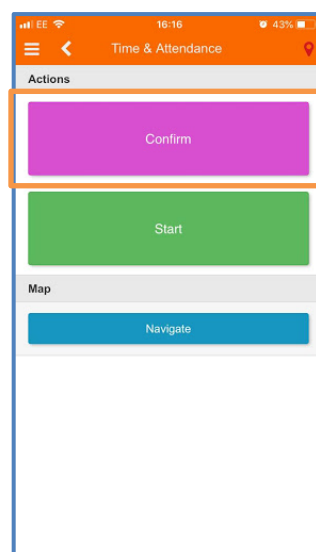 EE 16:16 43%
Time & Attendance
Actions
Confirm
Start
Map
Navigate